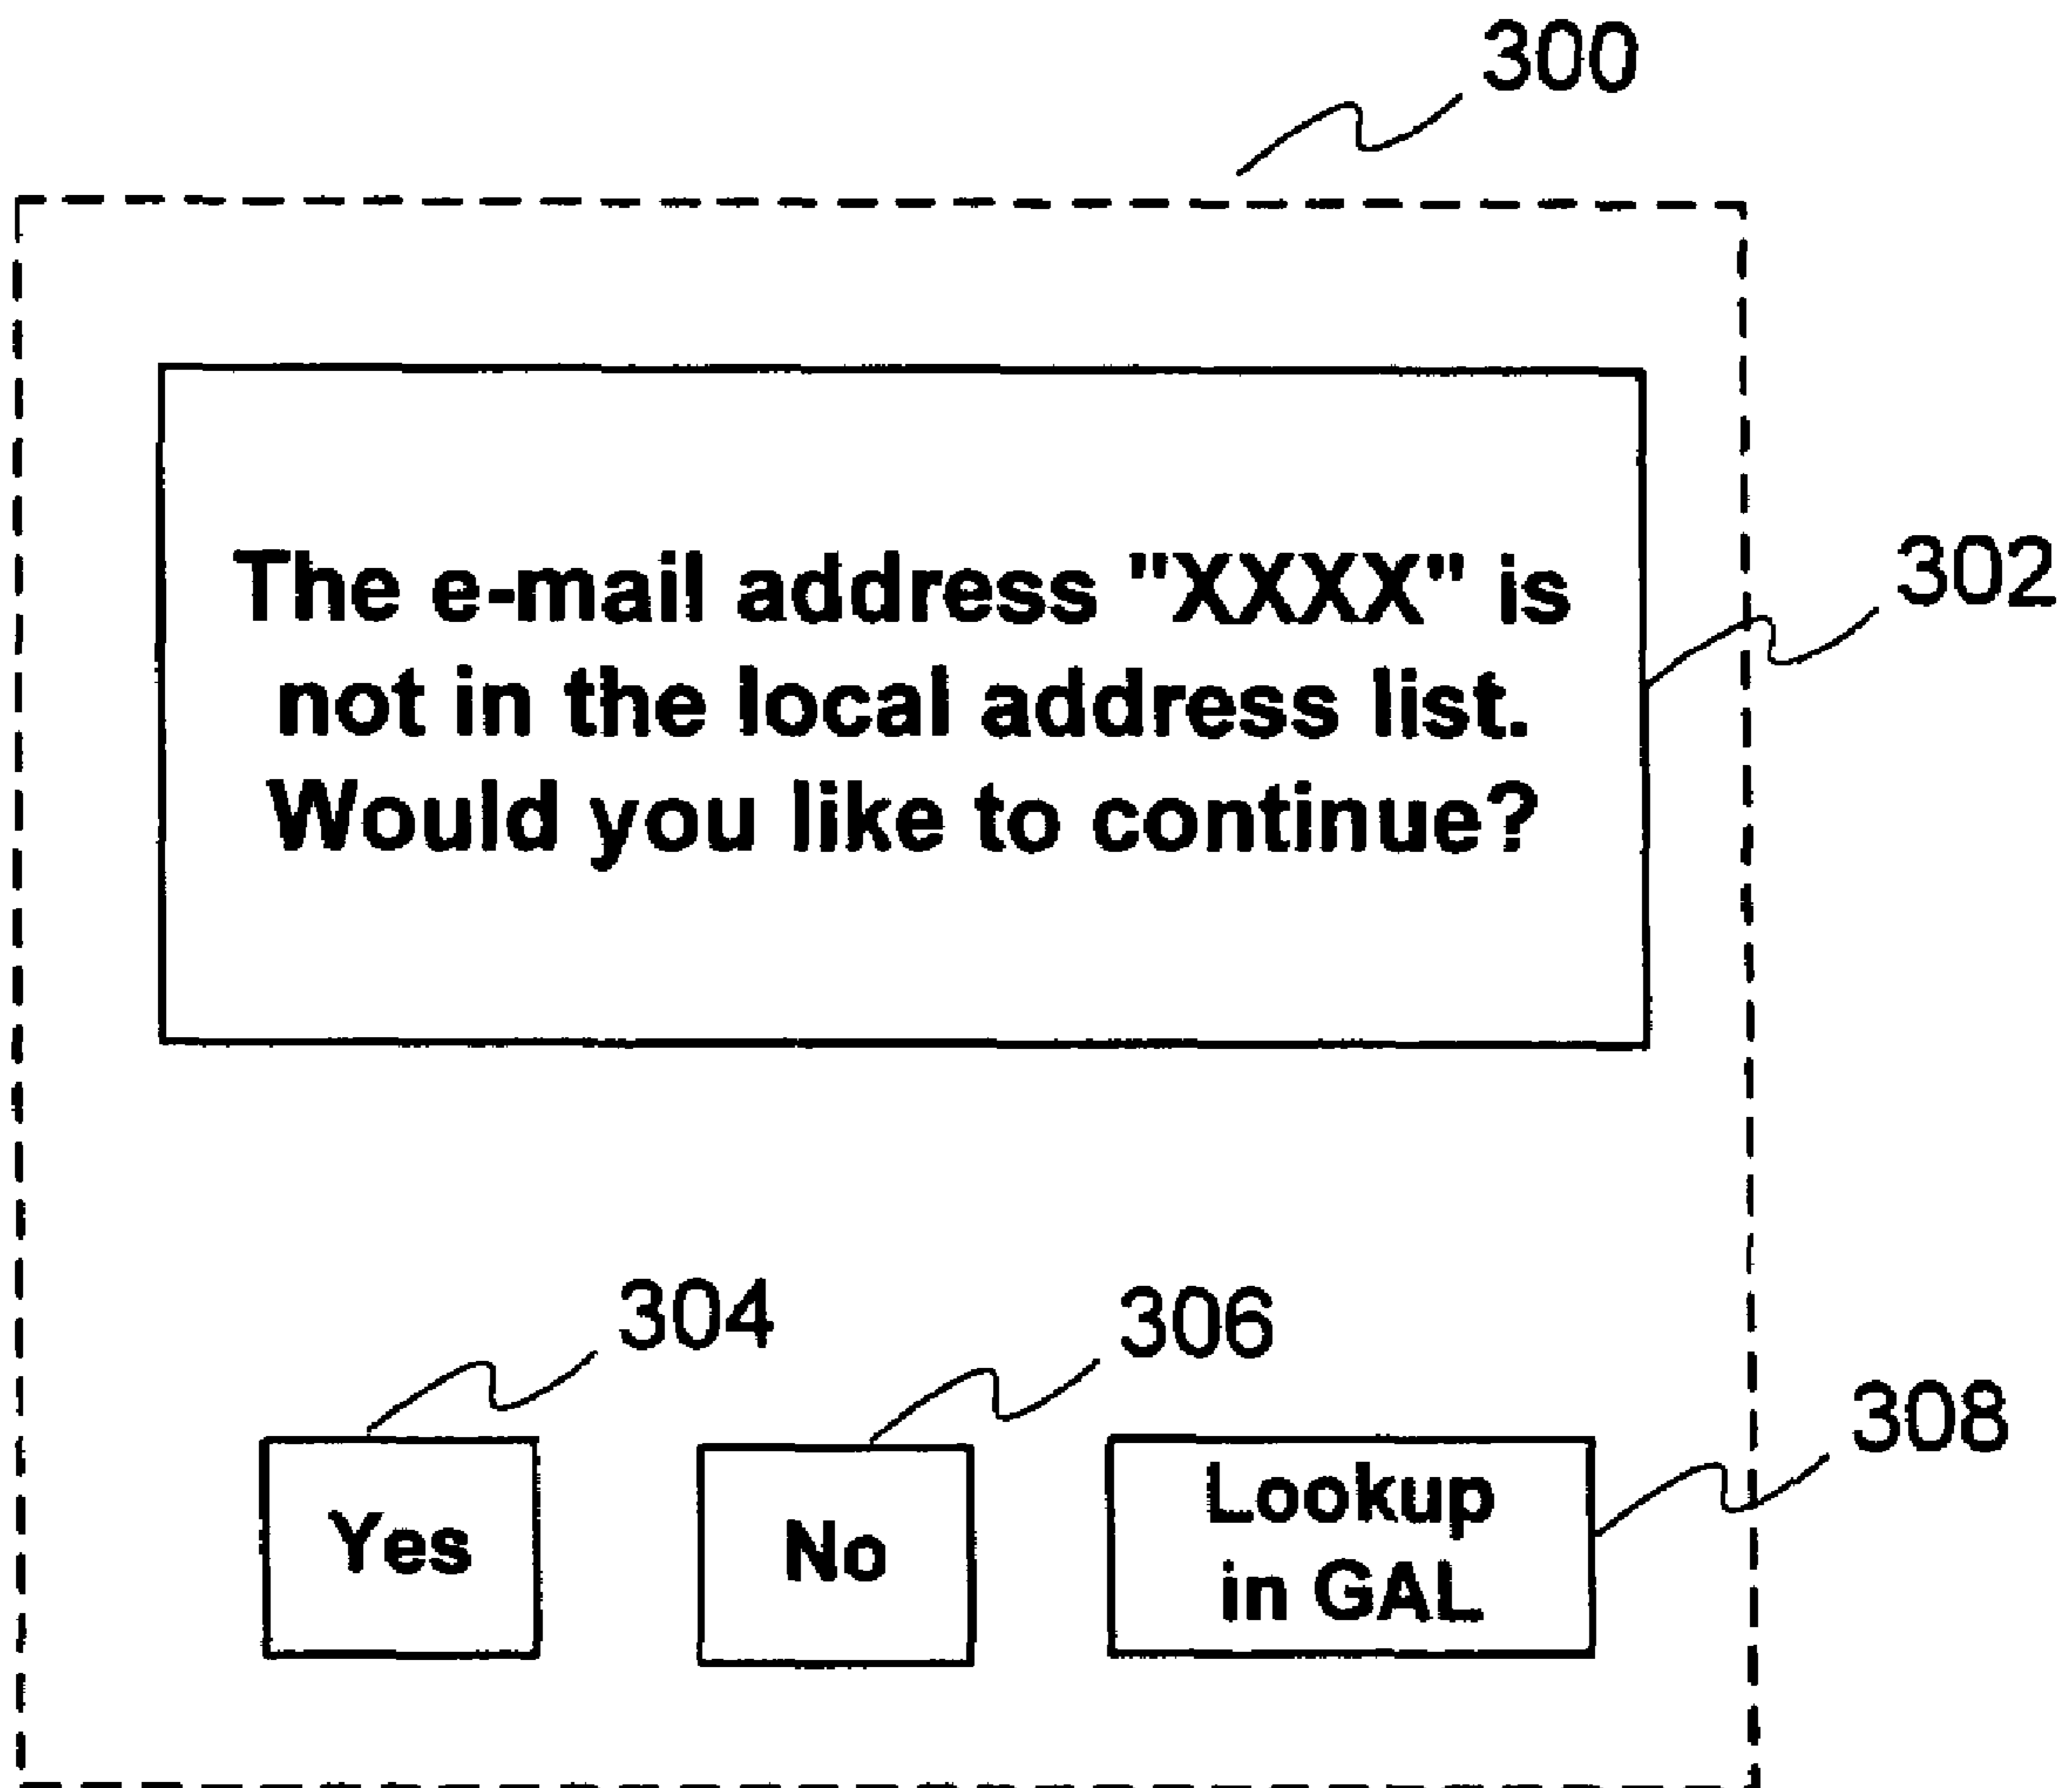 300
The e-mail address "XXXX" is
not in the local address list.
Would you like to continue?
302
304
306
308
Yes
No
Lookup
in GAL